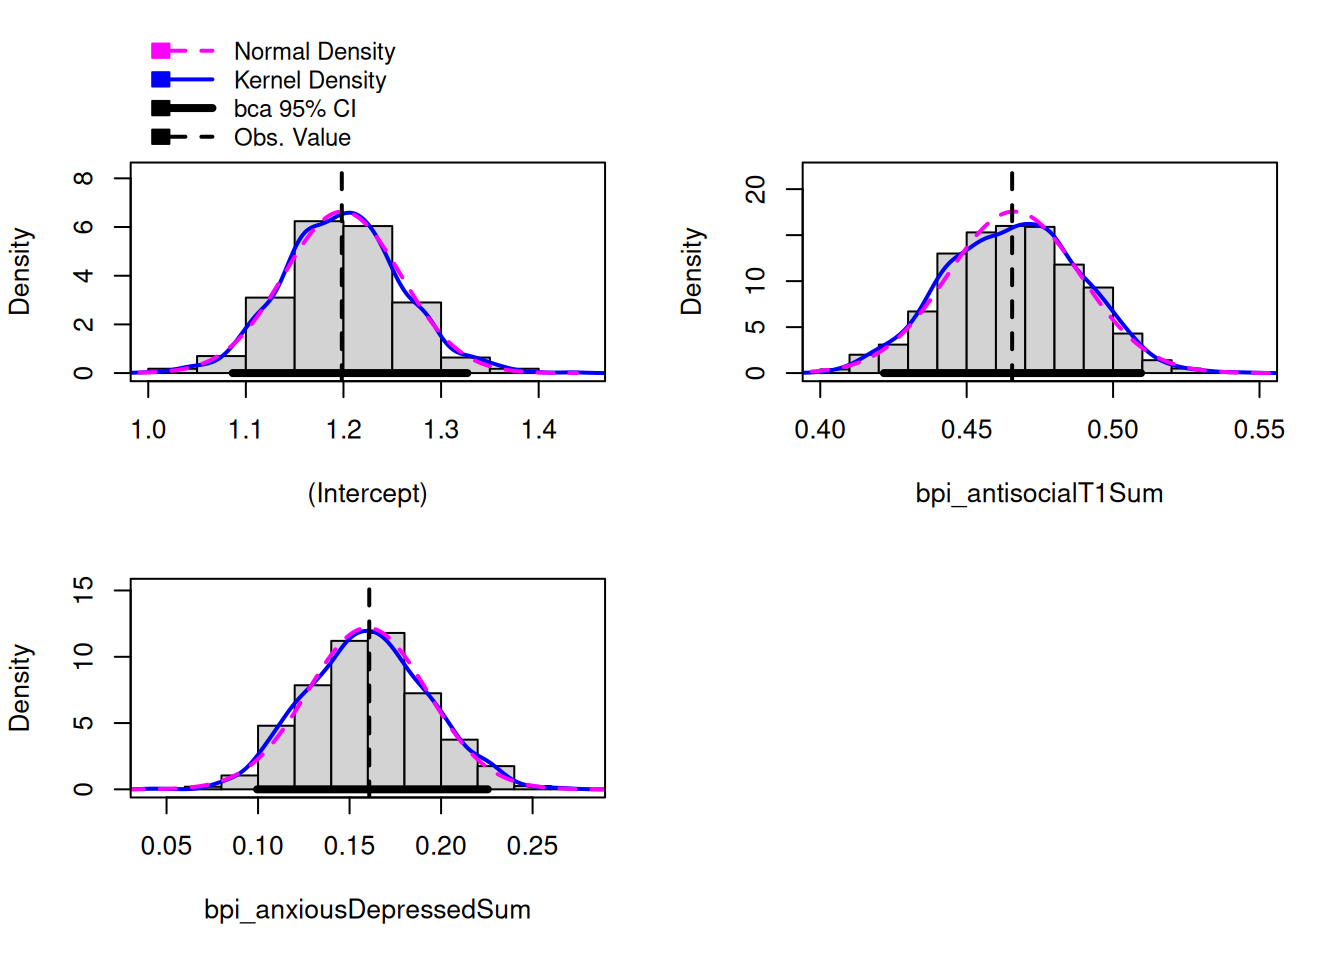 Normal Density
Kernel Density
bca 95% CI
Obs. Value
Density
0 2 4 6 8
1.0 1.1 1.2 1.3 1.4
(Intercept)
Density
0 5 10 20
0.40 0.45 0.50 0.55
bpi_antisocialT1Sum
Density
0 5 10 15
0.05 0.10 0.15 0.20 0.25
bpi_anxiousDepressedSum